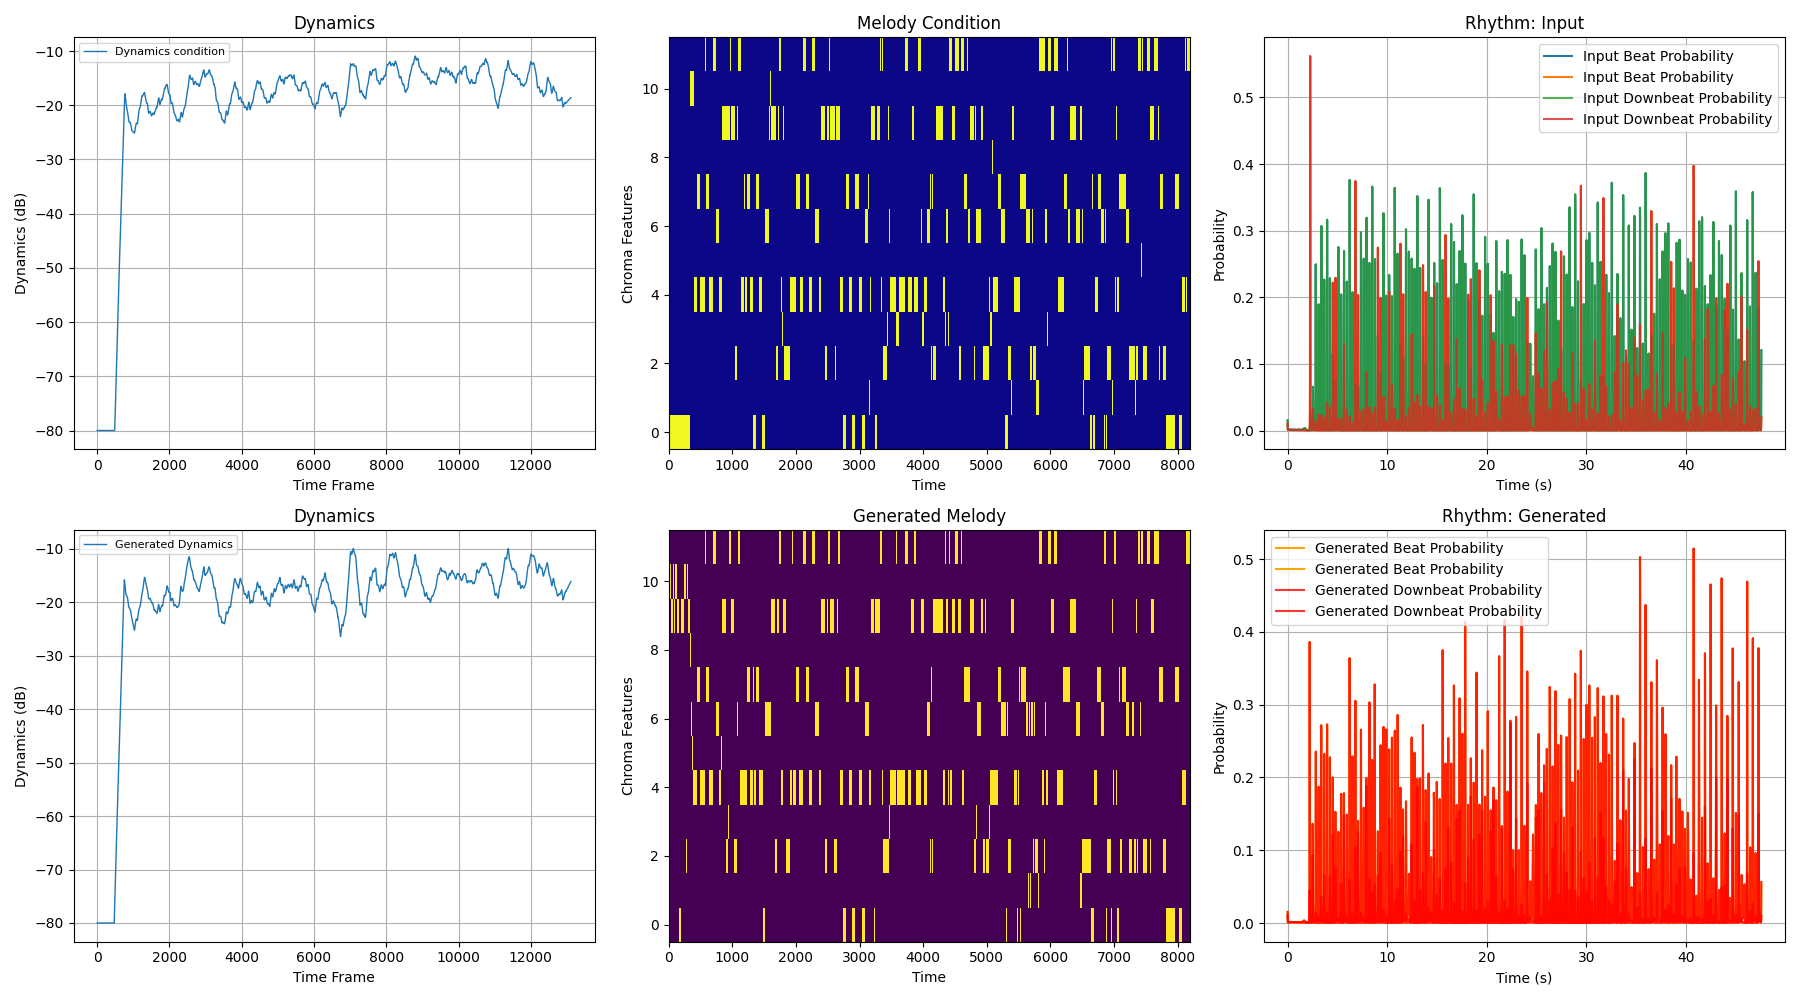 Dynamics
Dynamics condition
−10
−20
−30
−40
−50
−60
−70
−80
Dynamics (dB)
0 2000 4000 6000 8000 10000 12000
Time Frame
Melody Condition
10
8
6
4
2
0
Chroma Features
0 1000 2000 3000 4000 5000 6000 7000 8000
Time
Rhythm: Input
Input Beat Probability
Input Beat Probability
Input Downbeat Probability
Input Downbeat Probability
0.5
0.4
0.3
0.2
0.1
0.0
Probability
0 10 20 30 40
Time (s)
Dynamics
Generated Dynamics
−10
−20
−30
−40
−50
−60
−70
−80
Dynamics (dB)
0 2000 4000 6000 8000 10000 12000
Time Frame
Generated Melody
10
8
6
4
2
0
Chroma Features
0 1000 2000 3000 4000 5000 6000 7000 8000
Time
Rhythm: Generated
Generated Beat Probability
Generated Beat Probability
Generated Downbeat Probability
Generated Downbeat Probability
0.5
0.4
0.3
0.2
0.1
0.0
Probability
0 10 20 30 40
Time (s)